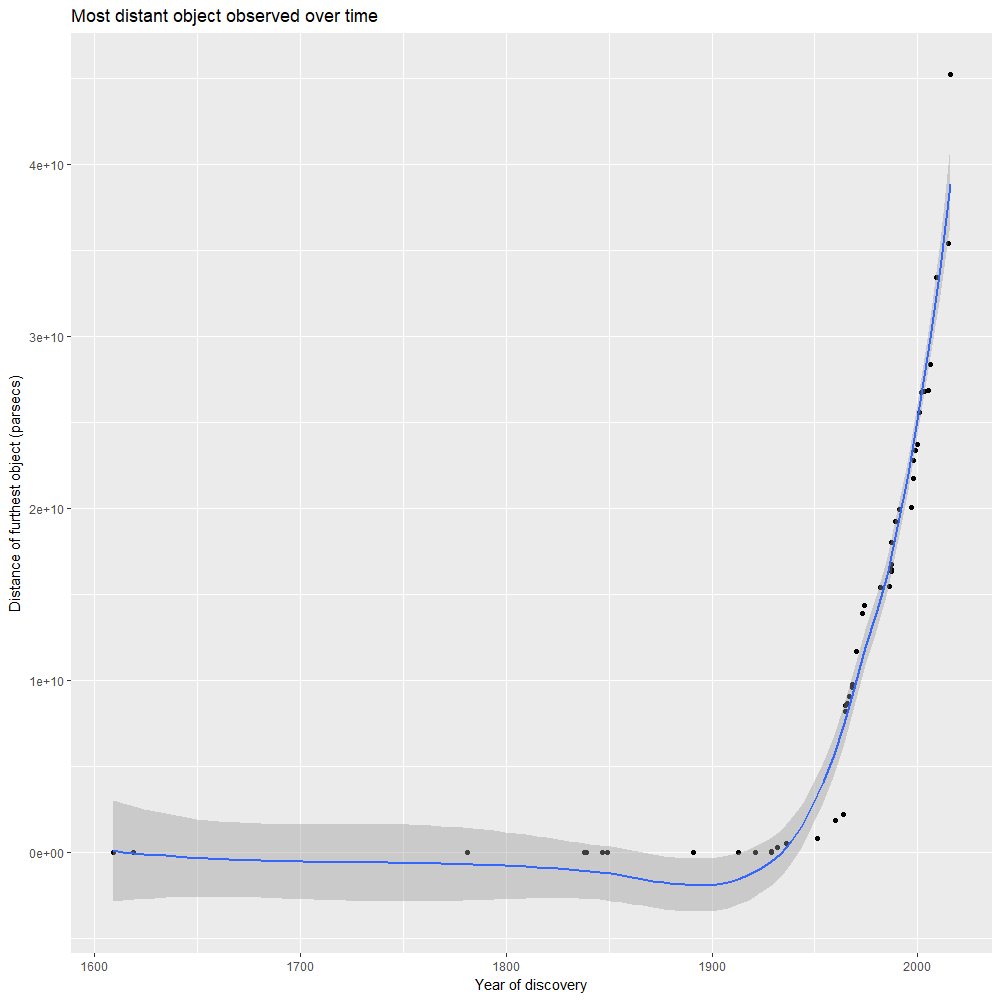 Most distant object observed over time
Distance of furthest object (parsecs)
4e+10
3e+10
2e+10
1e+10
0e+00
1600 1700 1800 1900 2000
Year of discovery